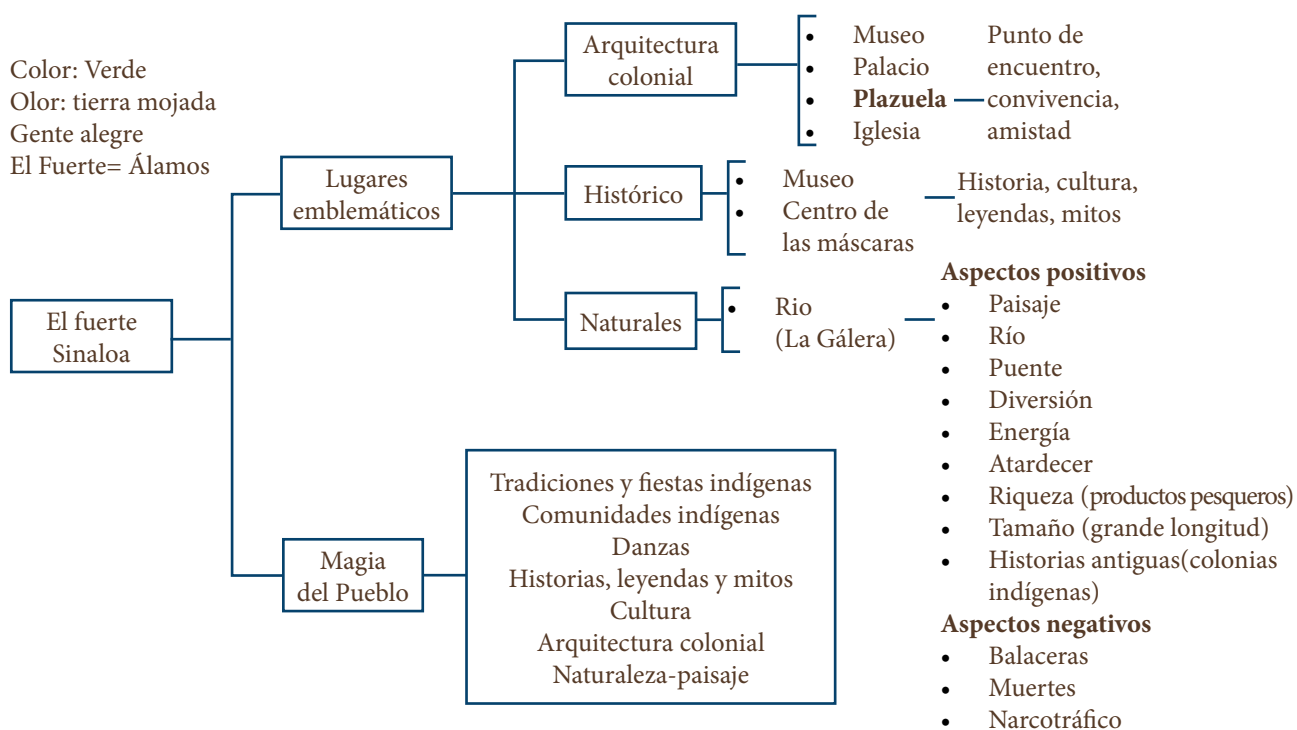 Color: Verde
Olor: tierra mojada
Gente alegre
El Fuerte= Álamos
El fuerte
Sinaloa
Lugares
emblemáticos
Arquitectura
colonial
• Museo
• Palacio
• Plazuela
• Iglesia
Punto de
encuentro,
convivencia,
amistad
Histórico
• Museo
• Centro de
las máscaras
Historia, cultura,
leyendas, mitos
Naturales
• Rio
(La Gálera)
Aspectos positivos
• Paisaje
• Río
• Puente
• Diversión
• Energía
• Atardecer
• Riqueza (productos pesqueros)
• Tamaño (grande longitud)
• Historias antiguas(colonias
indígenas)
Aspectos negativos
• Balaceras
• Muertes
• Narcotráfico
Magia
del Pueblo
Tradiciones y fiestas indígenas
Comunidades indígenas
Danzas
Historias, leyendas y mitos
Cultura
Arquitectura colonial
Naturaleza-paisaje